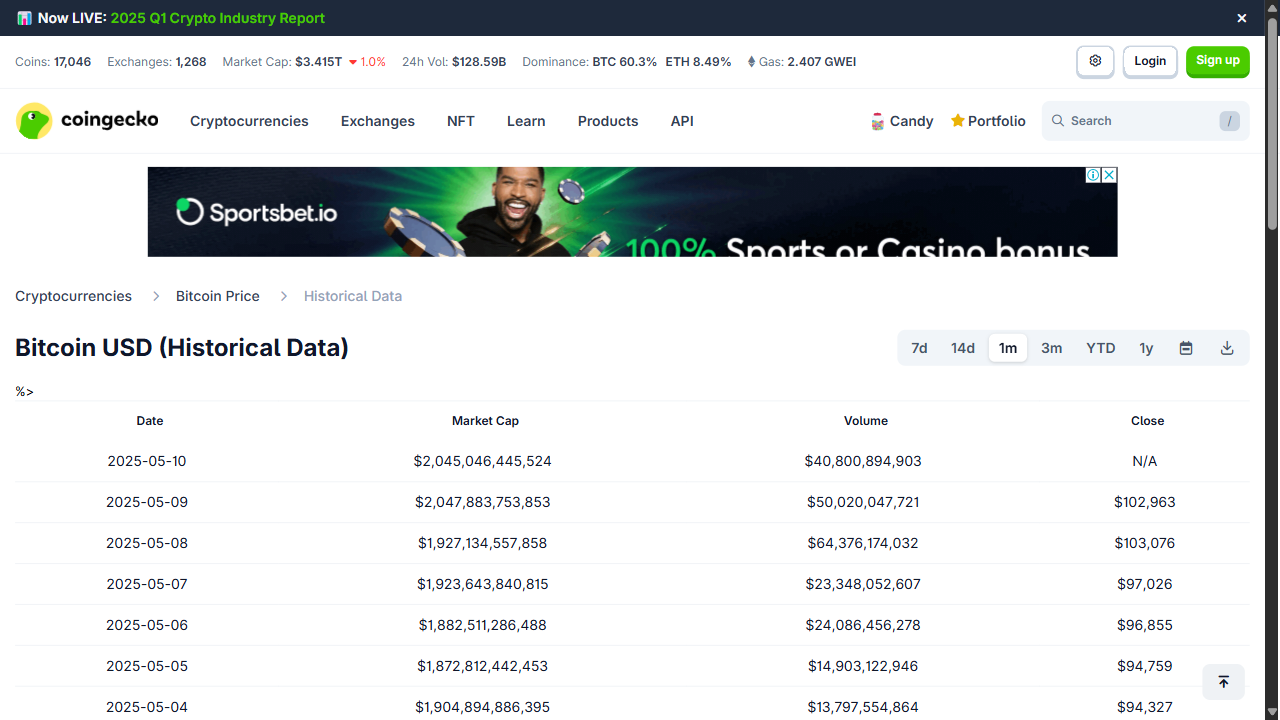 Now LIVE: 2025 Q1 Crypto Industry Report
Coins: 17,046 Exchanges: 1,268 Market Cap: $3.415T 1.0% 24h Vol: $128.59B Dominance: BTC 60.3% ETH 8.49% Gas: 2.407 GWEI
Login
Sign up
coingecko
Cryptocurrencies Exchanges NFT Learn Products API
Candy Portfolio Search /
Sportsbet.io
100% Sports or Casino bonus
Cryptocurrencies > Bitcoin Price > Historical Data
Bitcoin USD (Historical Data)
7d 14d 1m 3m YTD 1y
%>
Date Market Cap Volume Close
2025-05-10 $2,045,046,445,524 $40,800,894,903 N/A
2025-05-09 $2,047,883,753,853 $50,020,047,721 $102,963
2025-05-08 $1,927,134,557,858 $64,376,174,032 $103,076
2025-05-07 $1,923,643,840,815 $23,348,052,607 $97,026
2025-05-06 $1,882,511,286,488 $24,086,456,278 $96,855
2025-05-05 $1,872,812,442,453 $14,903,122,946 $94,759
2025-05-04 $1,904,894,886,395 $13,797,554,864 $94,327